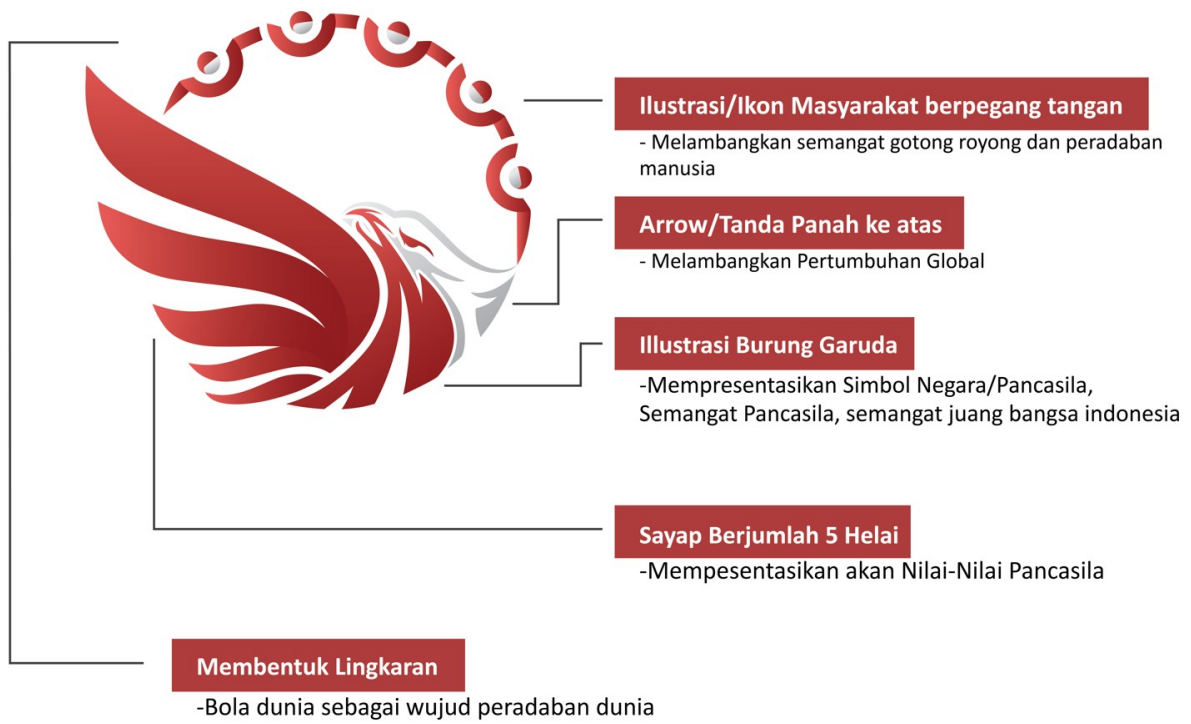 Ilustrasi/Ikon Masyarakat berpegang tangan
- Melambangkan semangat gotong royong dan peradaban
manusia
Arrow/Tanda Panah ke atas
- Melambangkan Pertumbuhan Global
Illustrasi Burung Garuda
-Mempresentasikan Simbol Negara/Pancasila,
Semangat Pancasila, semangat juang bangsa indonesia
Sayap Berjumlah 5 Helai
-Mempesentasikan akan Nilai-Nilai Pancasila
Membentuk Lingkaran
-Bola dunia sebagai wujud peradaban dunia